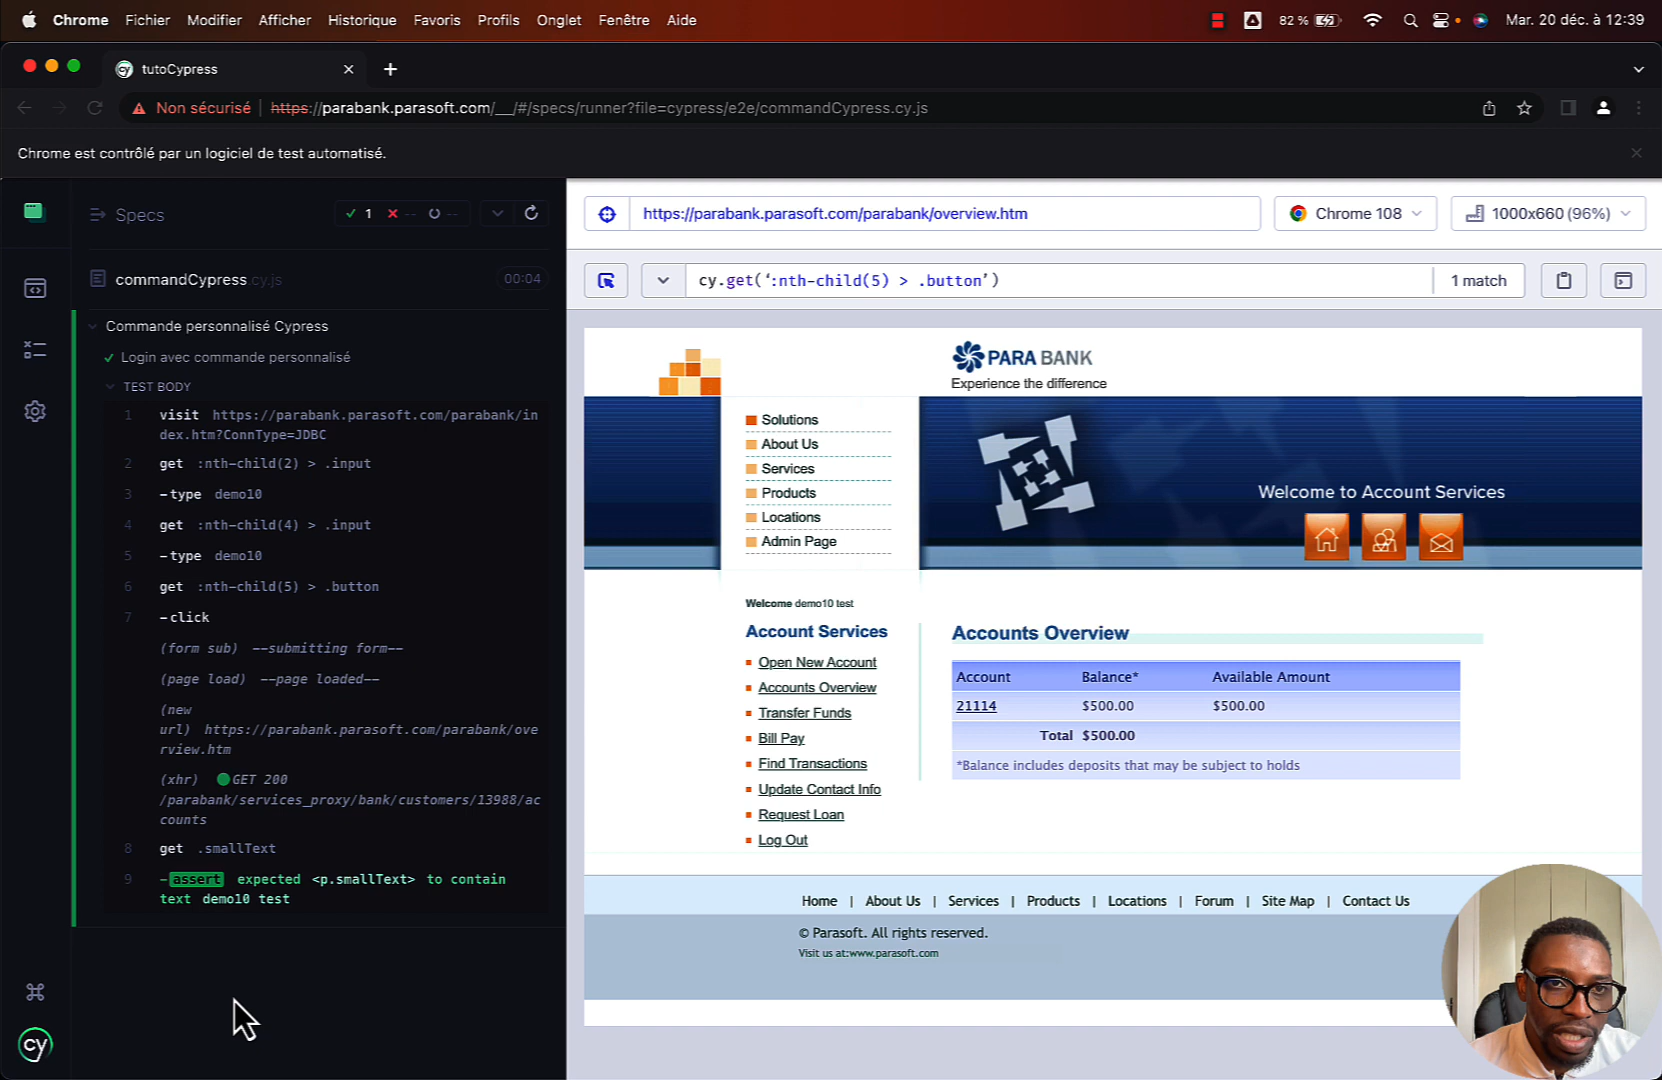 Chrome Fichier Modifier Afficher Historique Favoris Profils Onglet Fenêtre Aide 82 % Mar. 20 déc. à 12:39
tutoCypress
Non sécurisé https://parabank.parasoft.com/__/#/specs/runner?file=cypress/e2e/commandCypress.cy.js
Chrome est contrôlé par un logiciel de test automatisé.
Specs 1 -- --
commandCypress.cy.js 00:04
Commande personnalisé Cypress
Login avec commande personnalisé
TEST BODY
1 visit https://parabank.parasoft.com/parabank/in
dex.htm?ConnType=JDBC
2 get :nth-child(2) > .input
3 -type demo10
4 get :nth-child(4) > .input
5 -type demo10
6 get :nth-child(5) > .button
7 -click
(form sub) --submitting form--
(page load) --page loaded--
(new
url) https://parabank.parasoft.com/parabank/ove
rview.htm
(xhr) GET 200
/parabank/services_proxy/bank/customers/13988/ac
counts
8 get .smallText
9 -assert expected <p.smallText> to contain
text demo10 test
cy
https://parabank.parasoft.com/parabank/overview.htm
Chrome 108
1000x660 (96%)
cy.get(‘:nth-child(5) > .button’)
1 match
PARA BANK
Experience the difference
Solutions
About Us
Services
Products
Locations
Admin Page
Welcome to Account Services
Welcome demo10 test
Account Services
Open New Account
Accounts Overview
Transfer Funds
Bill Pay
Find Transactions
Update Contact Info
Request Loan
Log Out
Accounts Overview
Account Balance* Available Amount
21114 $500.00 $500.00
Total $500.00
*Balance includes deposits that may be subject to holds
Home | About Us | Services | Products | Locations | Forum | Site Map | Contact Us
© Parasoft. All rights reserved.
Visit us at:www.parasoft.com